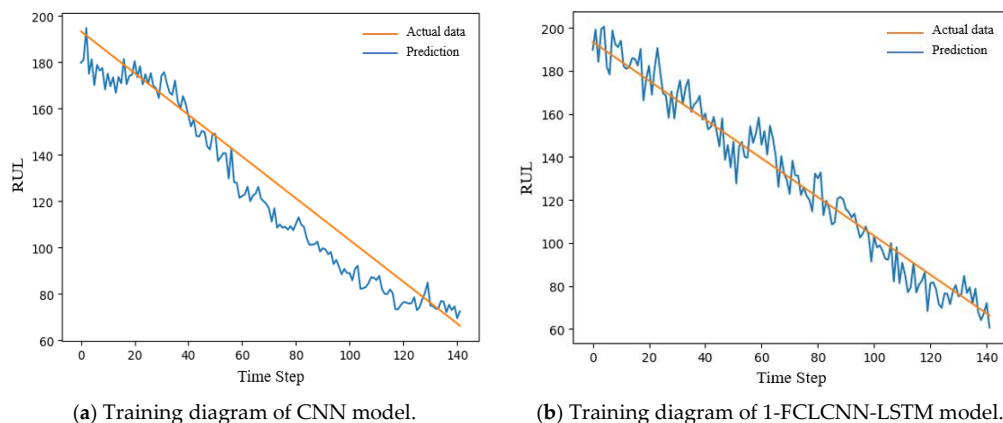 200
180
160
140
120
100
80
60
RUL
0 20 40 60 80 100 120 140
Time Step
Actual data
Prediction
(a) Training diagram of CNN model.
200
180
160
140
120
100
80
60
RUL
0 20 40 60 80 100 120 140
Time Step
Actual data
Prediction
(b) Training diagram of 1-FCLCNN-LSTM model.